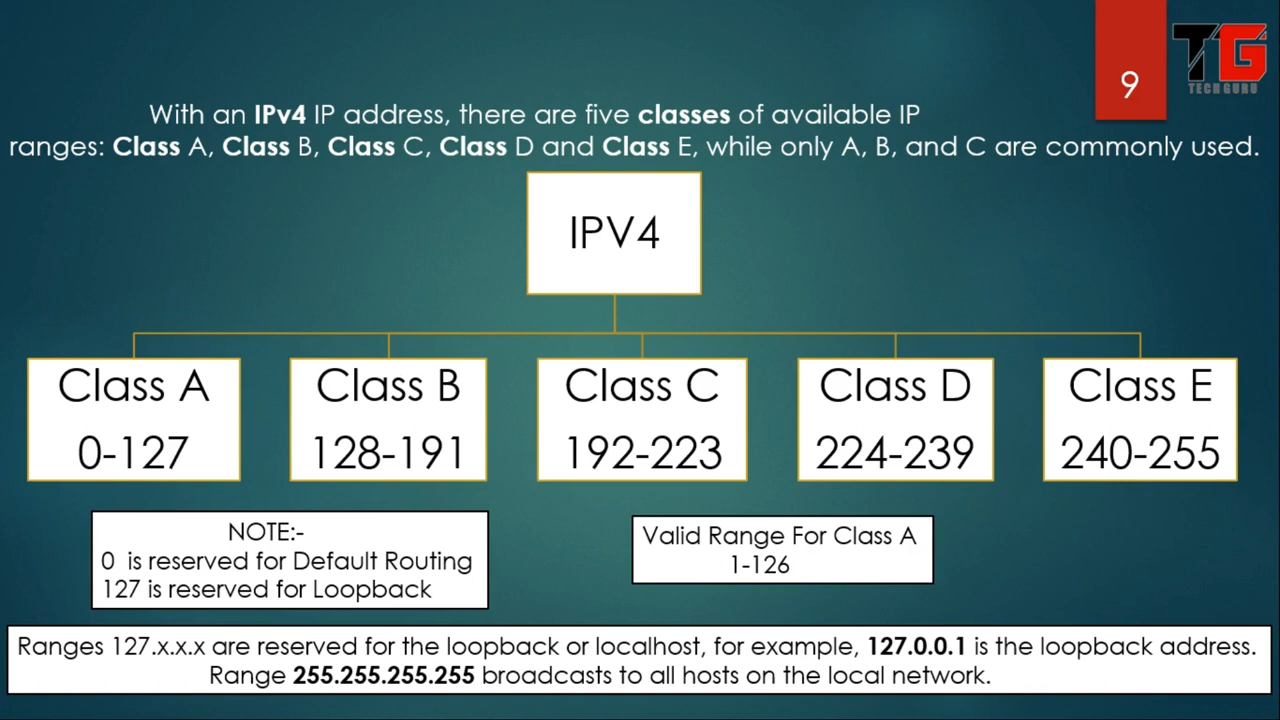 9
TG
TECH GURU
With an IPv4 IP address, there are five classes of available IP
ranges: Class A, Class B, Class C, Class D and Class E, while only A, B, and C are commonly used.
IPV4
Class A
0-127
Class B
128-191
Class C
192-223
Class D
224-239
Class E
240-255
NOTE:-
0 is reserved for Default Routing
127 is reserved for Loopback
Valid Range For Class A
1-126
Ranges 127.x.x.x are reserved for the loopback or localhost, for example, 127.0.0.1 is the loopback address.
Range 255.255.255.255 broadcasts to all hosts on the local network.